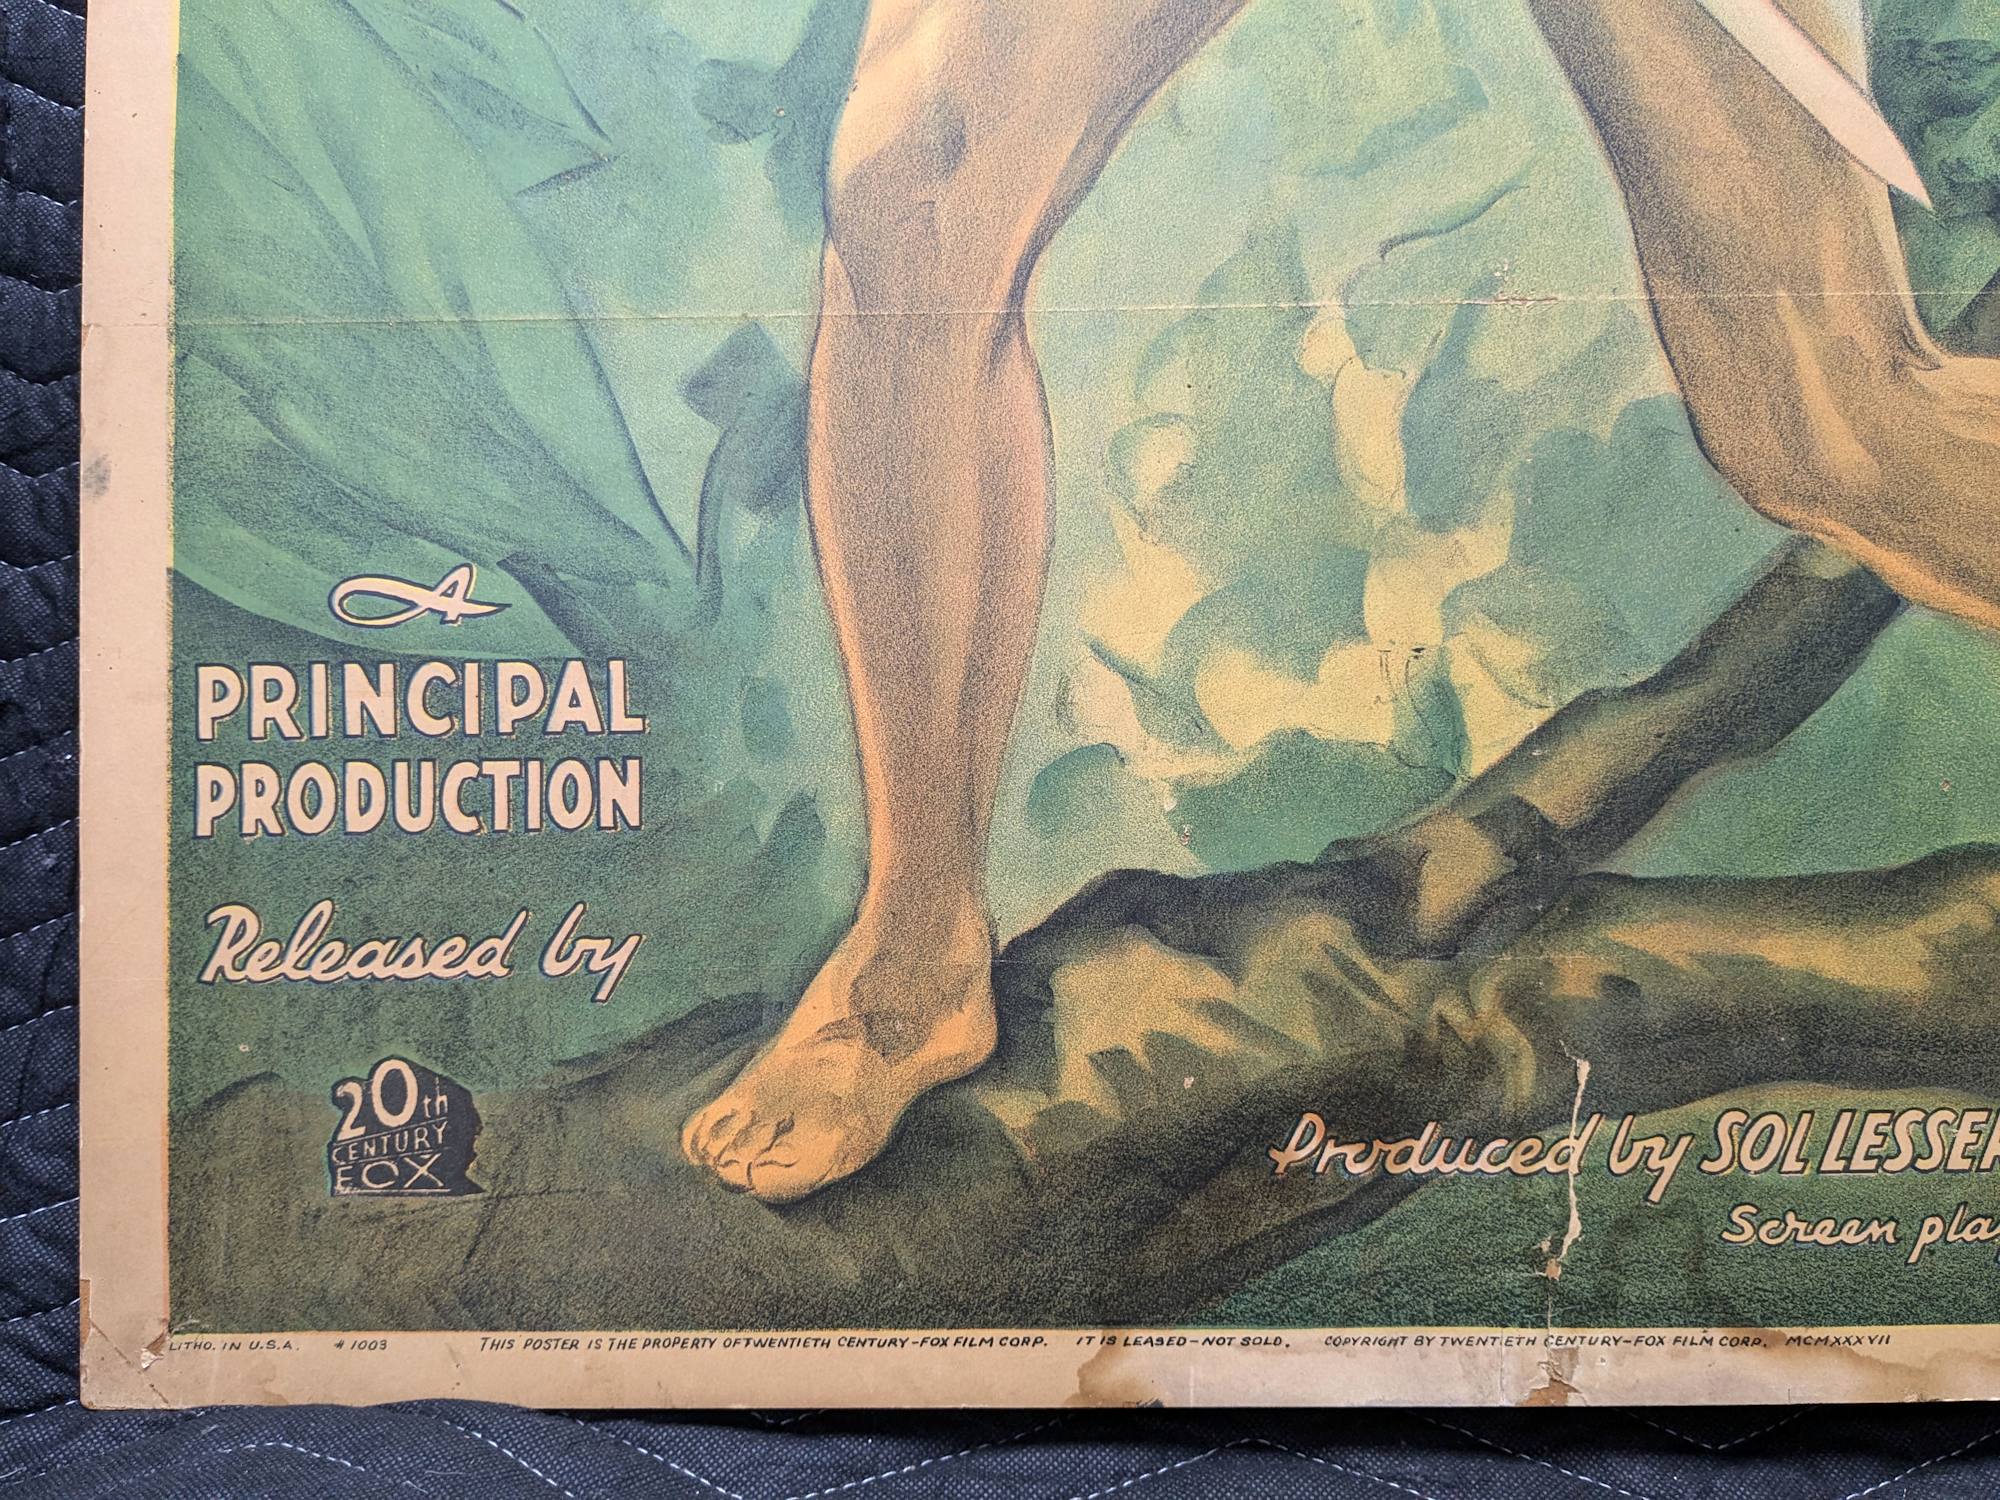 A
PRINCIPAL
PRODUCTION
Released by
20th
CENTURY
FOX
Produced by SOL LESSER
Screen play
LITHO. IN U.S.A. # 1003 THIS POSTER IS THE PROPERTY OF TWENTIETH CENTURY-FOX FILM CORP. IT IS LEASED-NOT SOLD. COPYRIGHT BY TWENTIETH CENTURY-FOX FILM CORP. MCMXXXVII